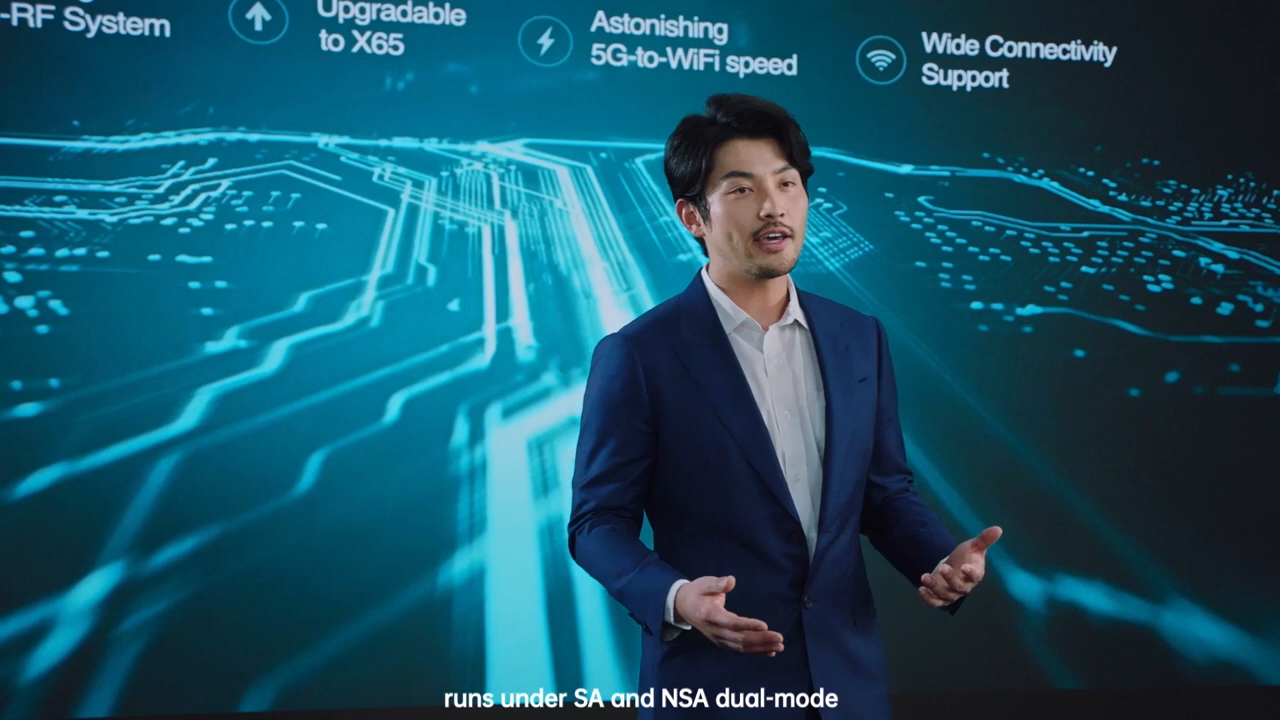 -RF System
Upgradable
to X65
Astonishing
5G-to-WiFi speed
Wide Connectivity
Support
runs under SA and NSA dual-mode